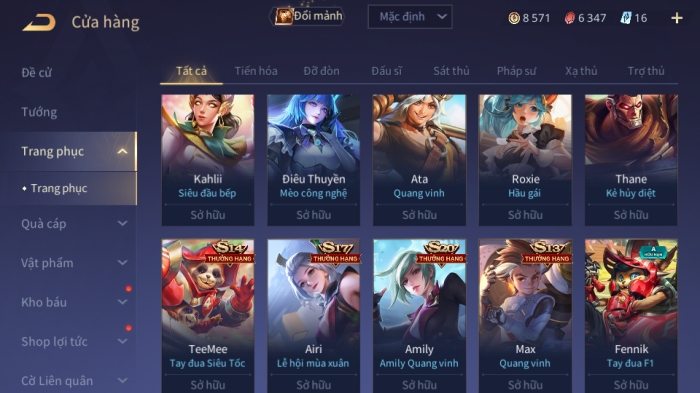 Cửa hàng
Đổi mảnh
Mặc định
8 571
6 347
16
Đề cử
Tướng
Trang phục
Trang phục
Quà cáp
Vật phẩm
Kho báu
Shop lợi tức
Cờ Liên quân
Tất cả Tiến hóa Đỡ đòn Đấu sĩ Sát thủ Pháp sư Xạ thủ Trợ thủ
Kahlii
Siêu đầu bếp
Sở hữu
Điêu Thuyền
Mèo công nghệ
Sở hữu
Ata
Quang vinh
Sở hữu
Roxie
Hầu gái
Sở hữu
Thane
Kẻ hủy diệt
Sở hữu
S14
THƯỞNG HẠNG
TeeMee
Tay đua Siêu Tốc
Sở hữu
S17
THƯỞNG HẠNG
Airi
Lễ hội mùa xuân
Sở hữu
S20
THƯỞNG HẠNG
Amily
Amily Quang vinh
Sở hữu
S13
THƯỞNG HẠNG
Max
Quang vinh
Sở hữu
A
HỮU HẠN
Fennik
Tay đua F1
Sở hữu